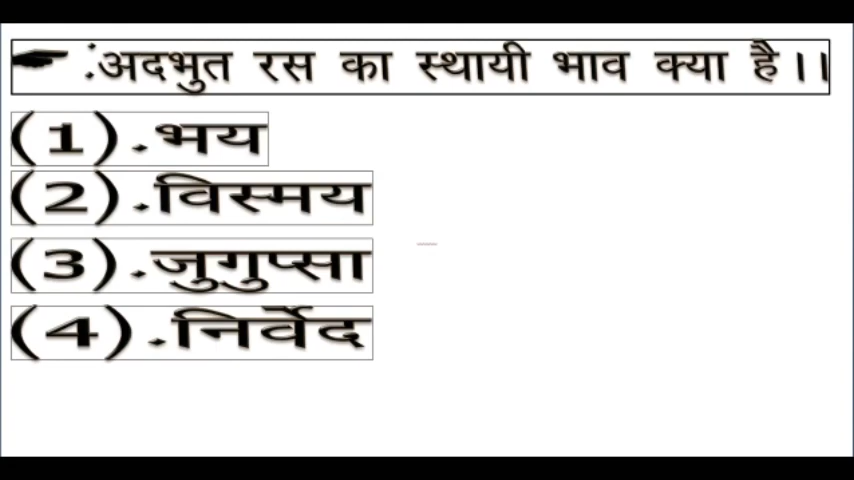 :अदभुत रस का स्थायी भाव क्या है।।
(1).भय
(2).विस्मय
(3).जुगुप्सा
(4).निर्वेद